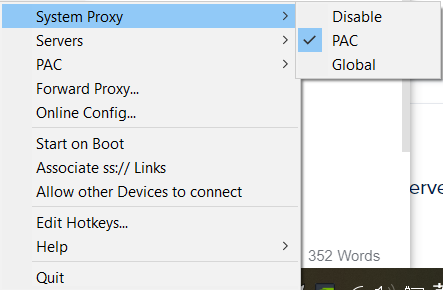 System Proxy
Disable
PAC
Global
Servers
PAC
Forward Proxy...
Online Config...
Start on Boot
Associate ss:// Links
Allow other Devices to connect
Edit Hotkeys...
Help
Quit
erve
352 Words